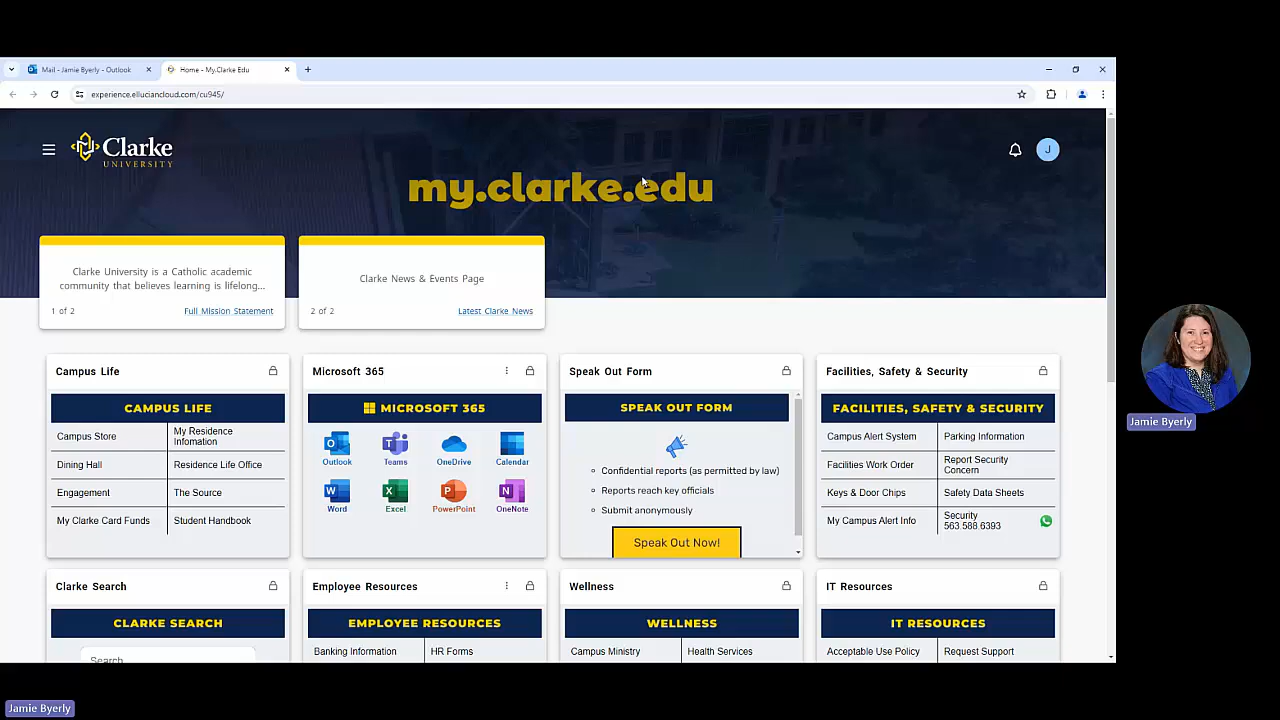 Mail - Jamie Byerly - Outlook
Home - My.Clarke Edu
experience.elluciancloud.com/cu945/
Clarke
UNIVERSITY
J
my.clarke.edu
Clarke University is a Catholic academic
community that believes learning is lifelong...
1 of 2
Full Mission Statement
Clarke News & Events Page
2 of 2
Latest Clarke News
Campus Life
CAMPUS LIFE
Campus Store
My Residence
Infomation
Dining Hall
Residence Life Office
Engagement
The Source
My Clarke Card Funds
Student Handbook
Microsoft 365
MICROSOFT 365
Outlook
Teams
OneDrive
Calendar
Word
Excel
PowerPoint
OneNote
Speak Out Form
SPEAK OUT FORM
Confidential reports (as permitted by law)
Reports reach key officials
Submit anonymously
Speak Out Now!
Facilities, Safety & Security
FACILITIES, SAFETY & SECURITY
Campus Alert System
Parking Information
Facilities Work Order
Report Security
Concern
Keys & Door Chips
Safety Data Sheets
My Campus Alert Info
Security
563 588 6393
Clarke Search
CLARKE SEARCH
Search
Employee Resources
EMPLOYEE RESOURCES
Banking Information
HR Forms
Wellness
WELLNESS
Campus Ministry
Health Services
IT Resources
IT RESOURCES
Acceptable Use Policy
Request Support
Jamie Byerly
Jamie Byerly